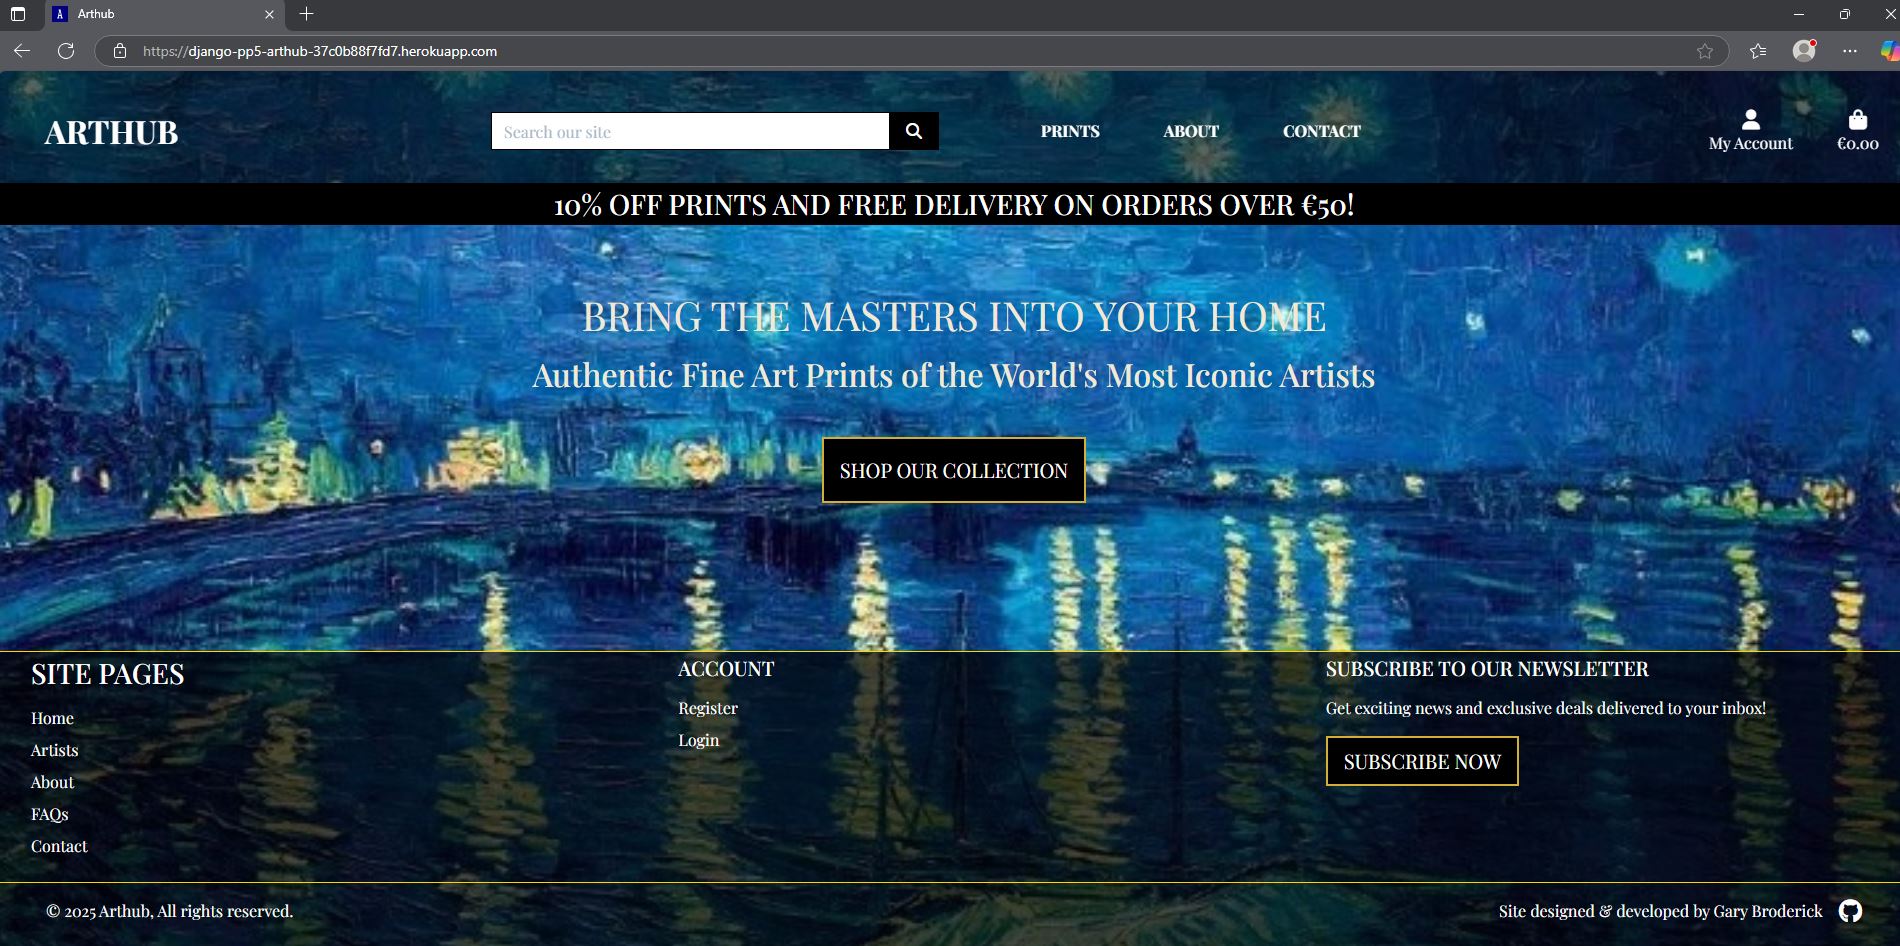 Arthub
https://django-pp5-arthub-37c0b88f7fd7.herokuapp.com
ARTHUB
Search our site
PRINTS ABOUT CONTACT
My Account
€0.00
10% OFF PRINTS AND FREE DELIVERY ON ORDERS OVER €50!
BRING THE MASTERS INTO YOUR HOME
Authentic Fine Art Prints of the World's Most Iconic Artists
SHOP OUR COLLECTION
SITE PAGES
Home
Artists
About
FAQs
Contact
ACCOUNT
Register
Login
SUBSCRIBE TO OUR NEWSLETTER
Get exciting news and exclusive deals delivered to your inbox!
SUBSCRIBE NOW
© 2025 Arthub, All rights reserved.
Site designed & developed by Gary Broderick